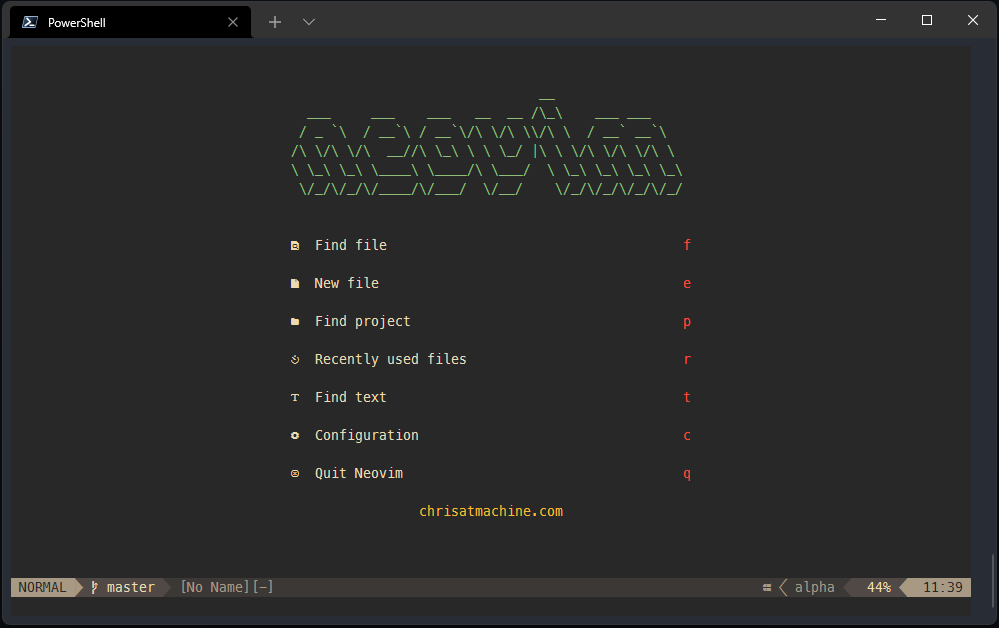 PowerShell
neovim
Find file f
New file e
Find project p
Recently used files r
Find text t
Configuration c
Quit Neovim q
chrisatmachine.com
NORMAL master [No Name][-] alpha 44% 11:39